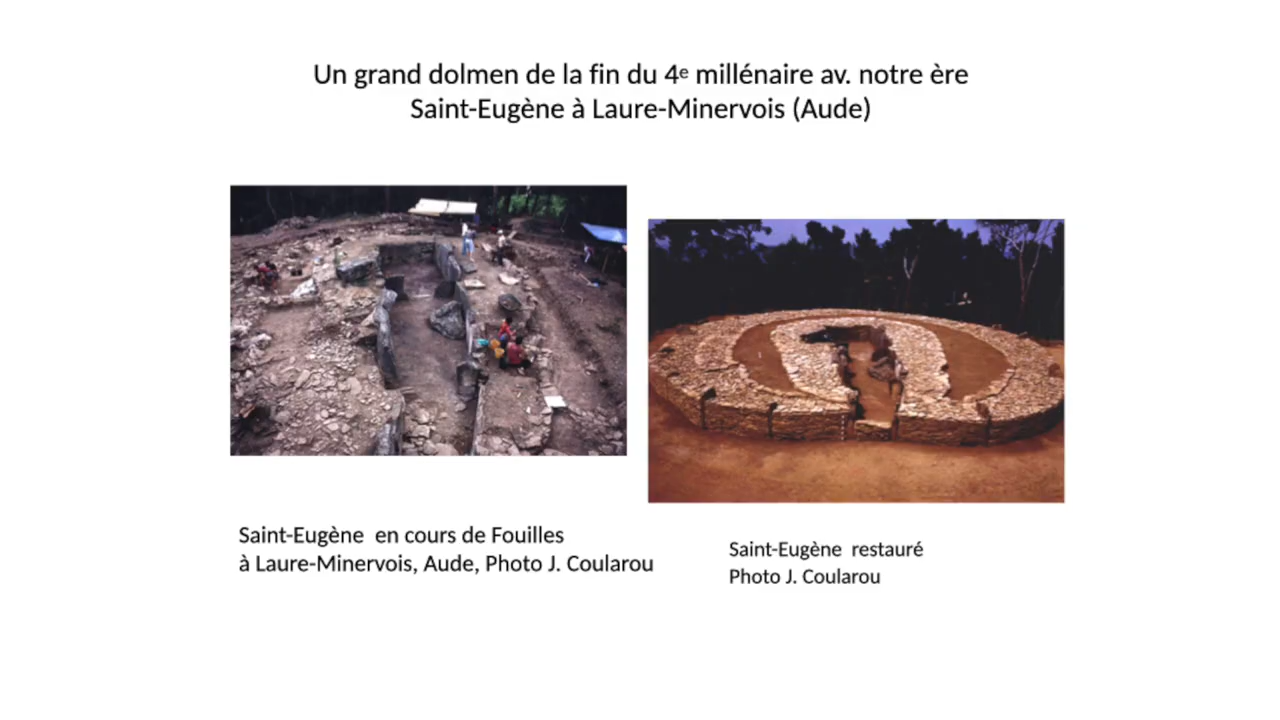 Un grand dolmen de la fin du 4e millénaire av. notre ère
Saint-Eugène à Laure-Minervois (Aude)
Saint-Eugène en cours de Fouilles
à Laure-Minervois, Aude, Photo J. Coularou
Saint-Eugène restauré
Photo J. Coularou